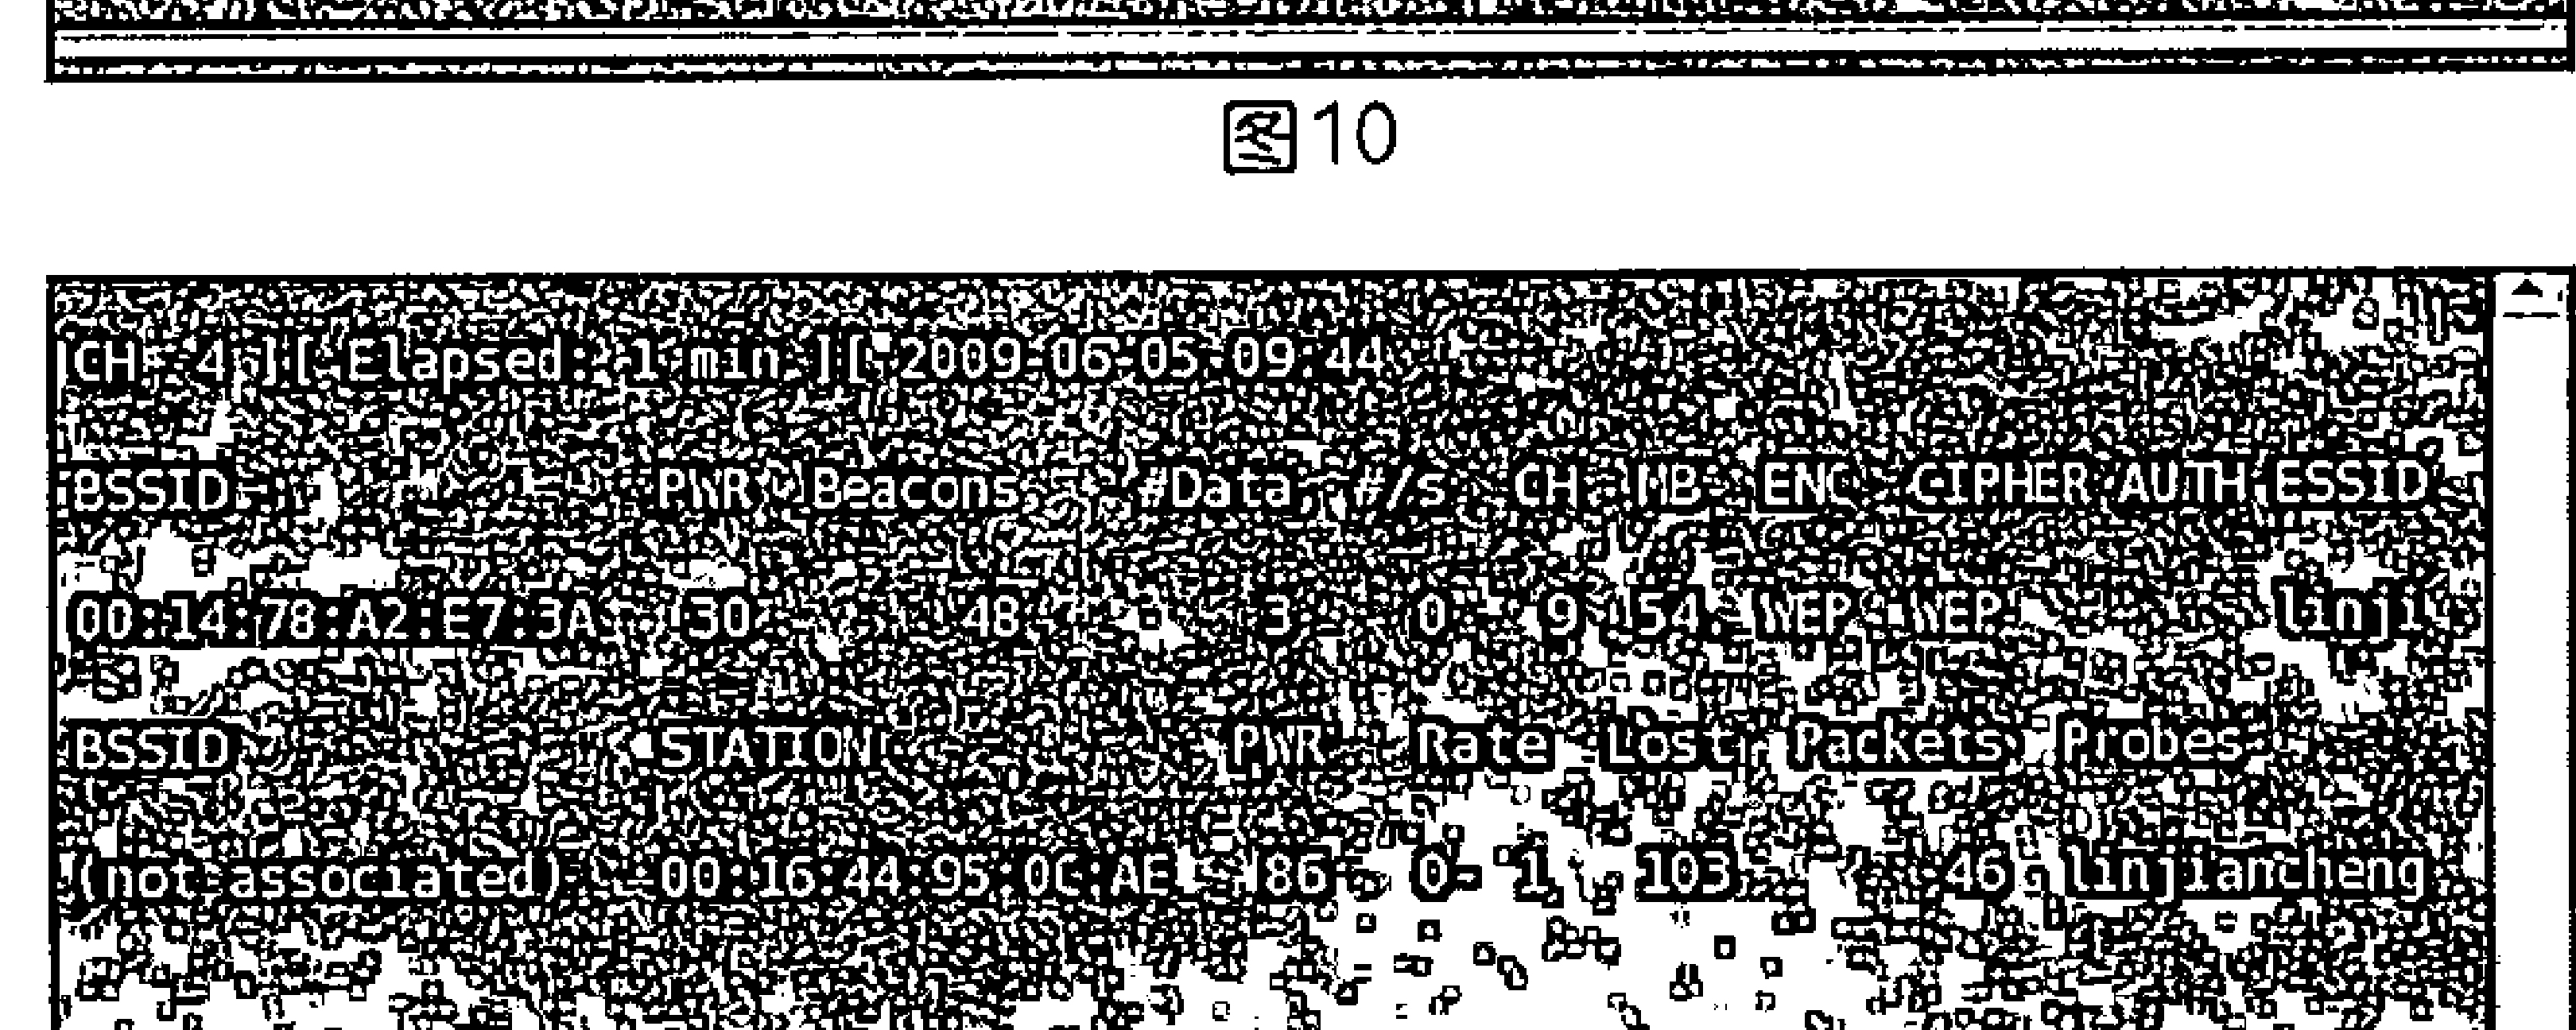 图10
CH 4 ][ Elapsed: 1 min ][ 2009-06-05 09:44
BSSID PWR Beacons #Data #/s CH MB ENC CIPHER AUTH ESSID
00:14:78:A2:E7:3A 30 48 3 0 9 54 WEP WEP linji
BSSID STATION PWR Rate Lost Packets Probes
(not associated) 00:16:44:95:0C:AE 86 0- 1 103 46 linjiancheng